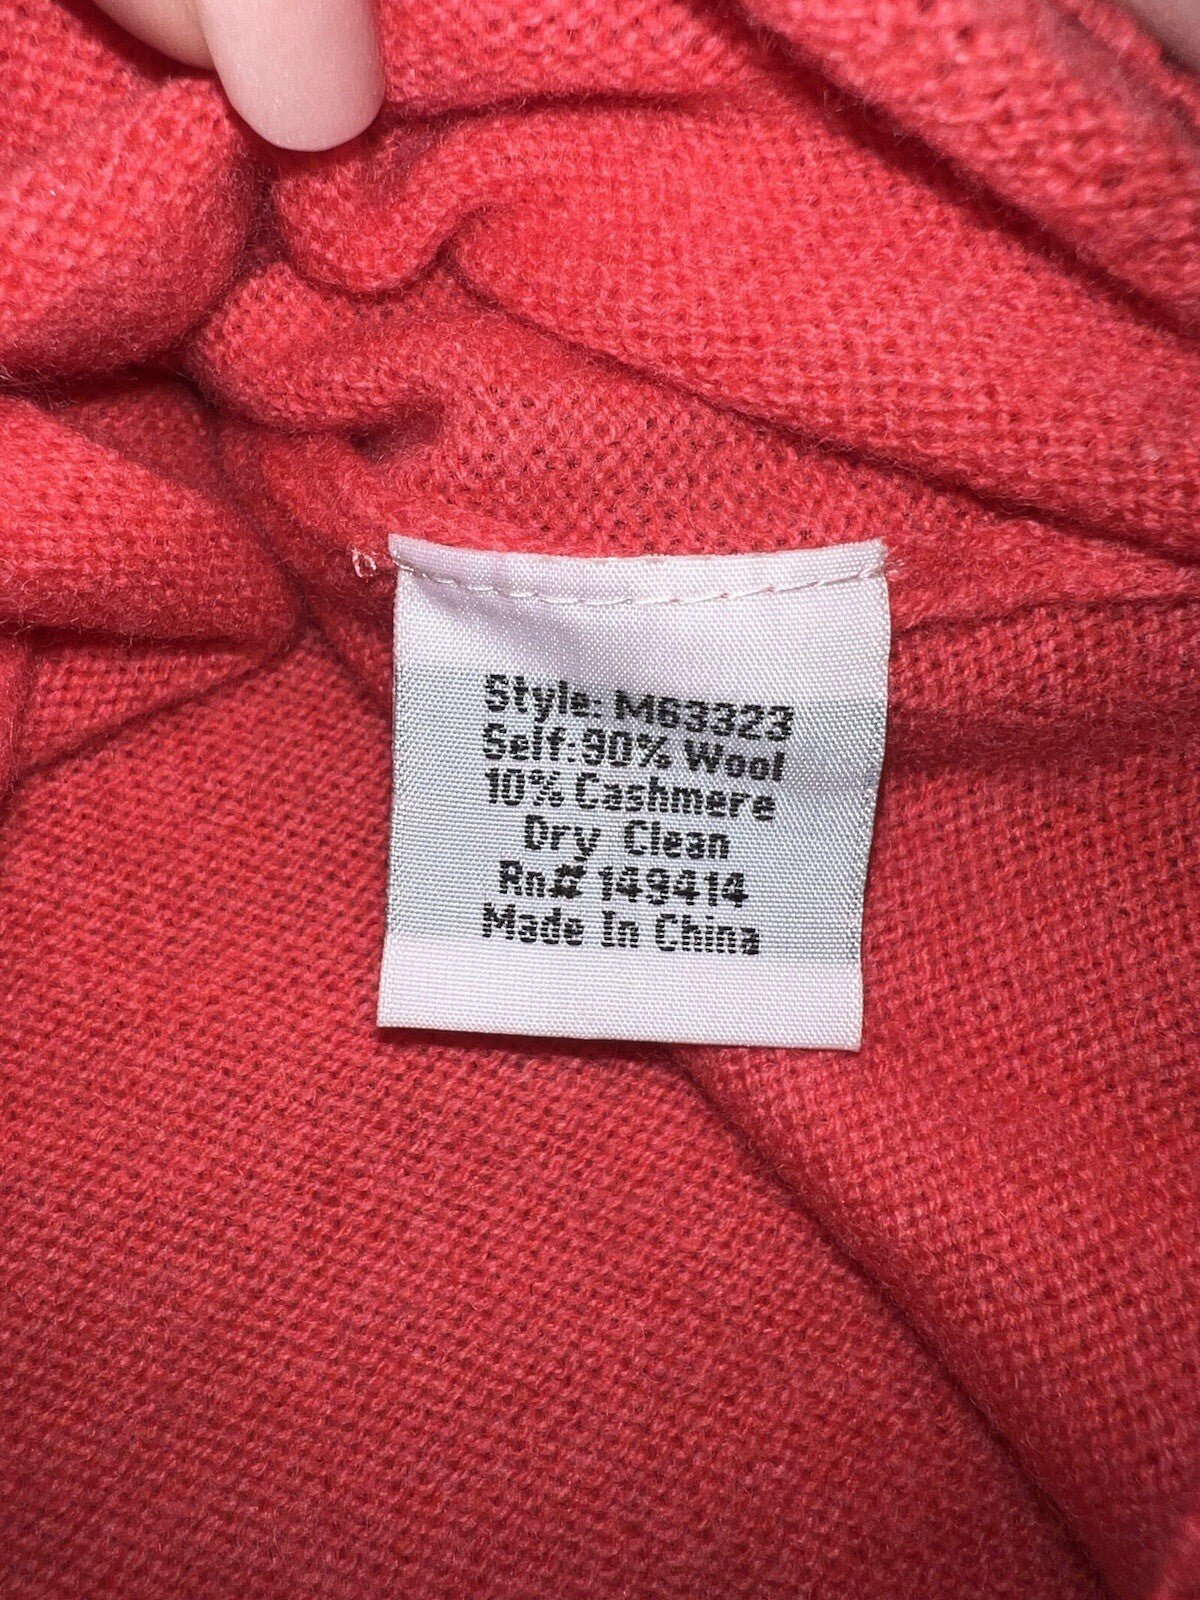 Style: M63323
Self:90% Wool
10% Cashmere
Dry Clean
Rn# 149414
Made In China